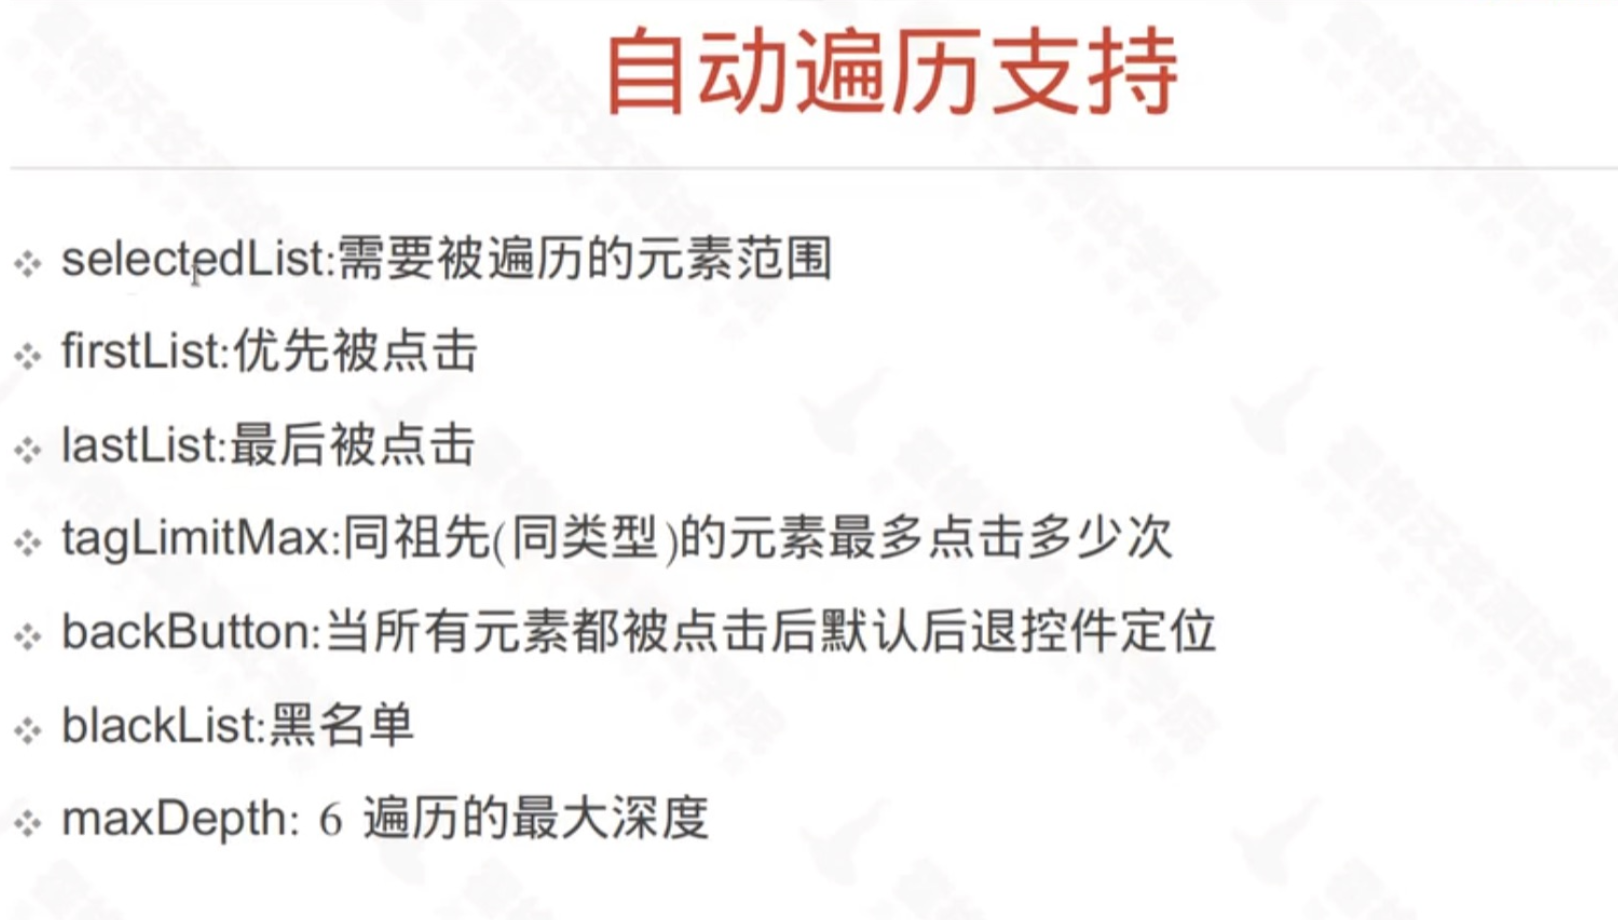 自动遍历支持
selectedList:需要被遍历的元素范围
firstList:优先被点击
lastList:最后被点击
tagLimitMax:同祖先(同类型)的元素最多点击多少次
backButton:当所有元素都被点击后默认后退控件定位
blackList:黑名单
maxDepth: 6 遍历的最大深度